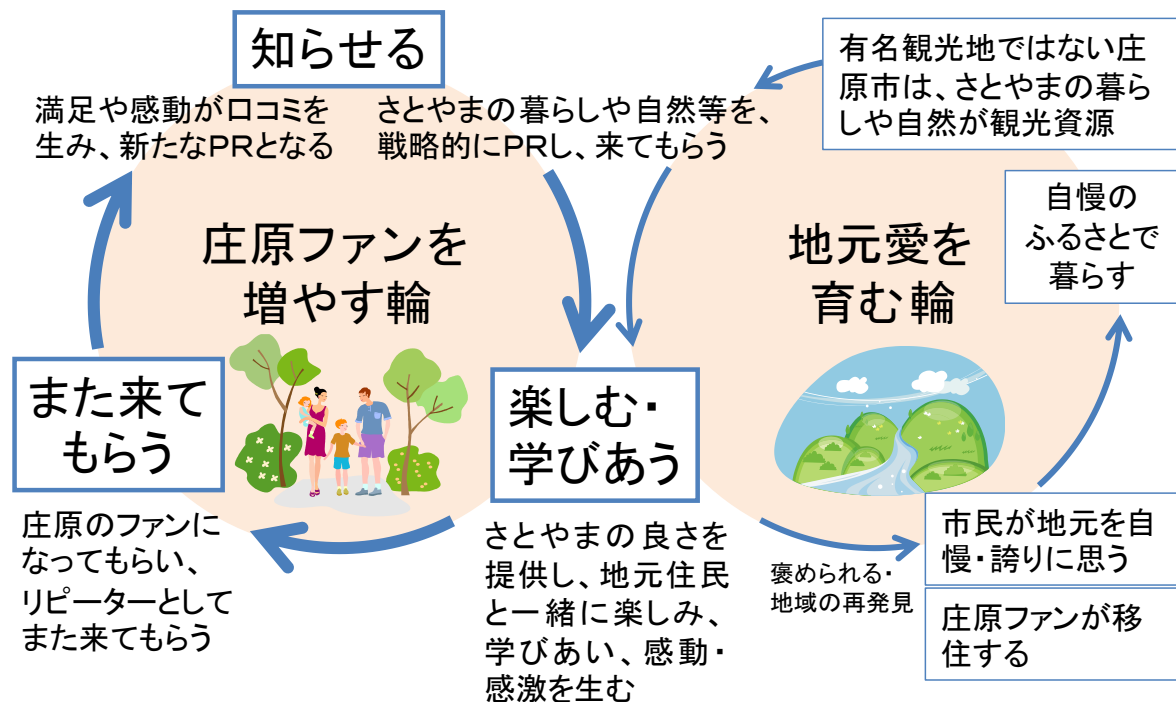 知らせる
満足や感動が口コミを
生み、新たなPRとなる
さとやまの暮らしや自然等を、
戦略的にPRし、来てもらう
庄原ファンを
増やす輪
また来て
もらう
庄原のファンに
なってもらい、
リピーターとして
また来てもらう
楽しむ・
学びあう
さとやまの良さを
提供し、地元住民
と一緒に楽しみ、
学びあい、感動・
感激を生む
有名観光地ではない庄
原市は、さとやまの暮ら
しや自然が観光資源
地元愛を
育む輪
自慢の
ふるさとで
暮らす
褒められる・
地域の再発見
市民が地元を自
慢・誇りに思う
庄原ファンが移
住する